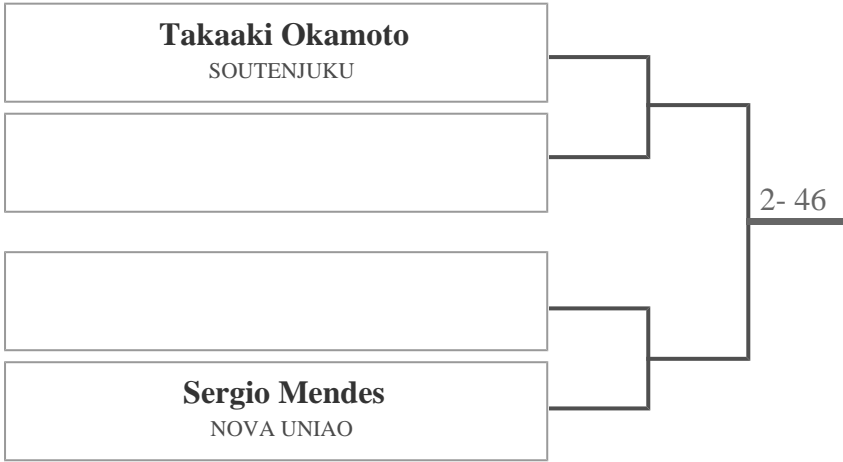 Takaaki Okamoto
SOUTENJUKU
2- 46
Sergio Mendes
NOVA UNIAO